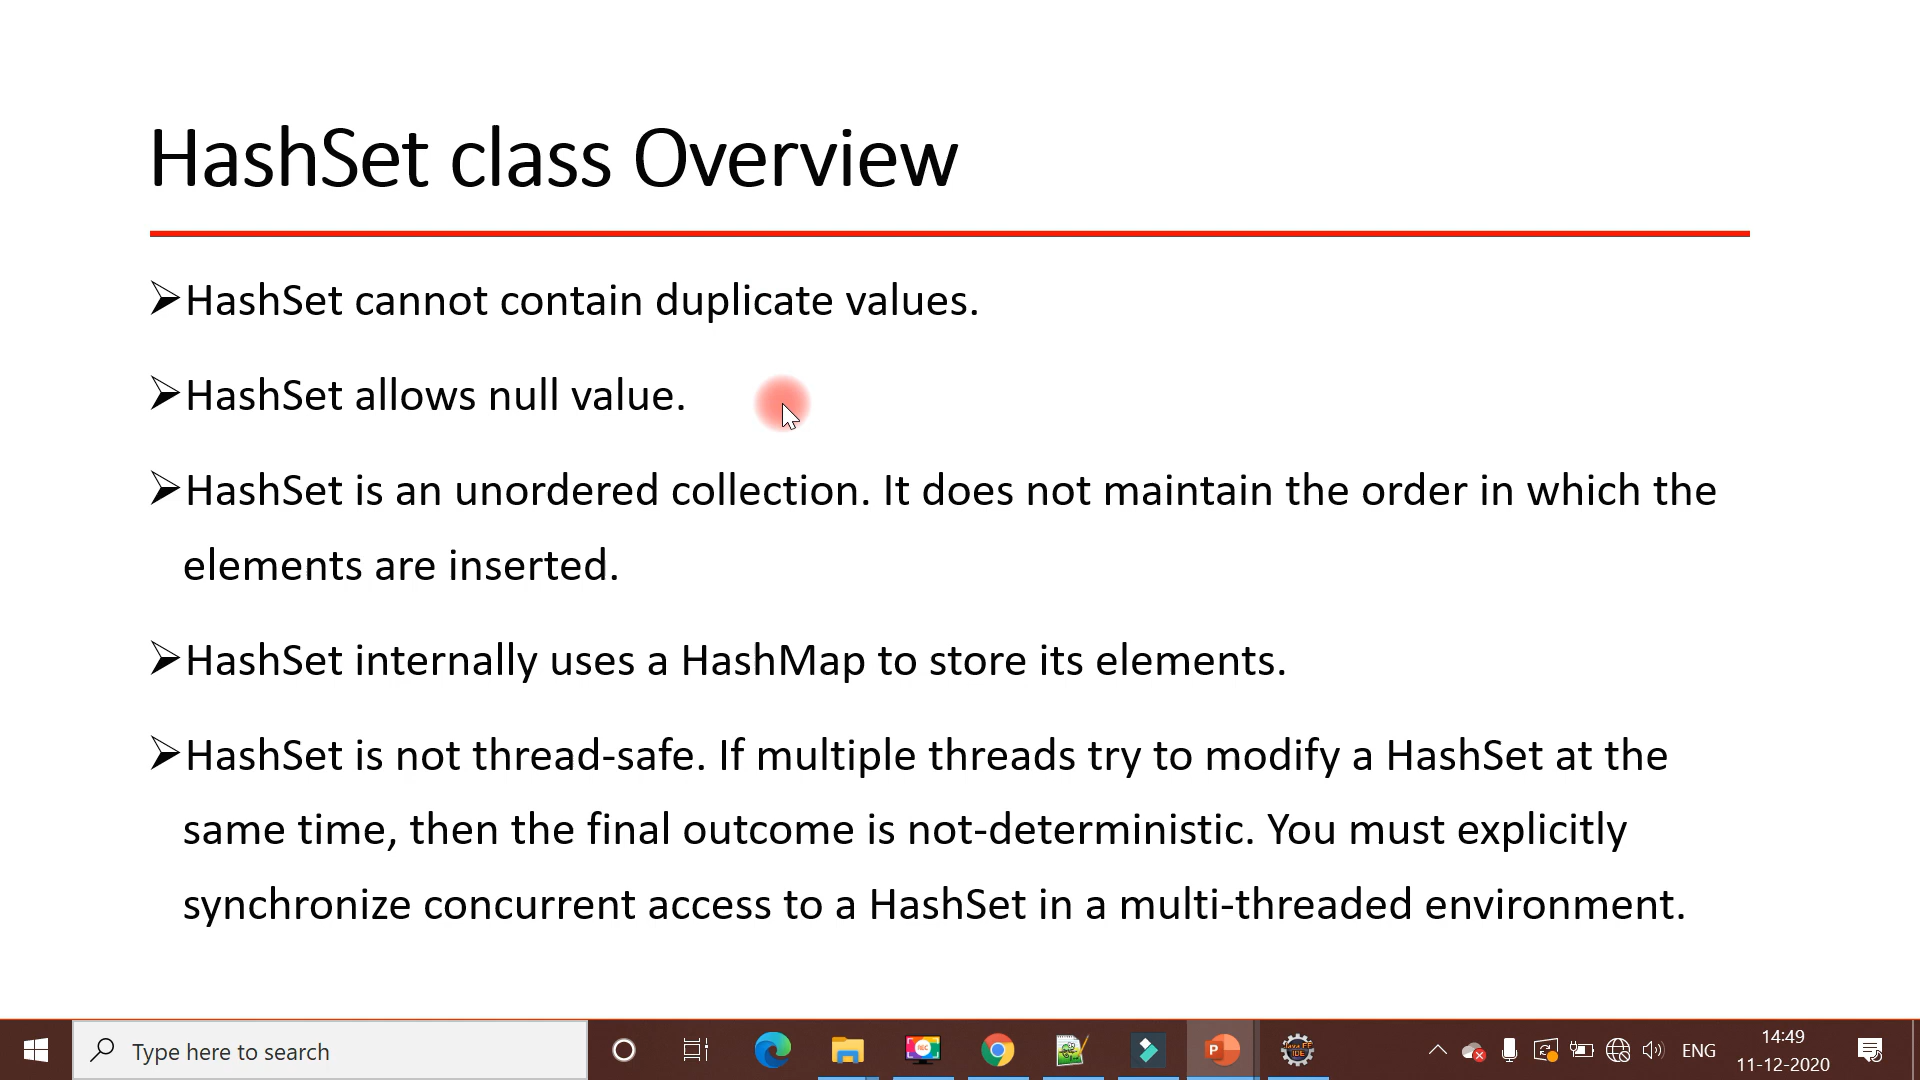 HashSet class Overview
➢HashSet cannot contain duplicate values.
➢HashSet allows null value.
➢HashSet is an unordered collection. It does not maintain the order in which the
elements are inserted.
➢HashSet internally uses a HashMap to store its elements.
➢HashSet is not thread-safe. If multiple threads try to modify a HashSet at the
same time, then the final outcome is not-deterministic. You must explicitly
synchronize concurrent access to a HashSet in a multi-threaded environment.
Type here to search
REC
P
Java EE
IDE
ENG
14:49
11-12-2020